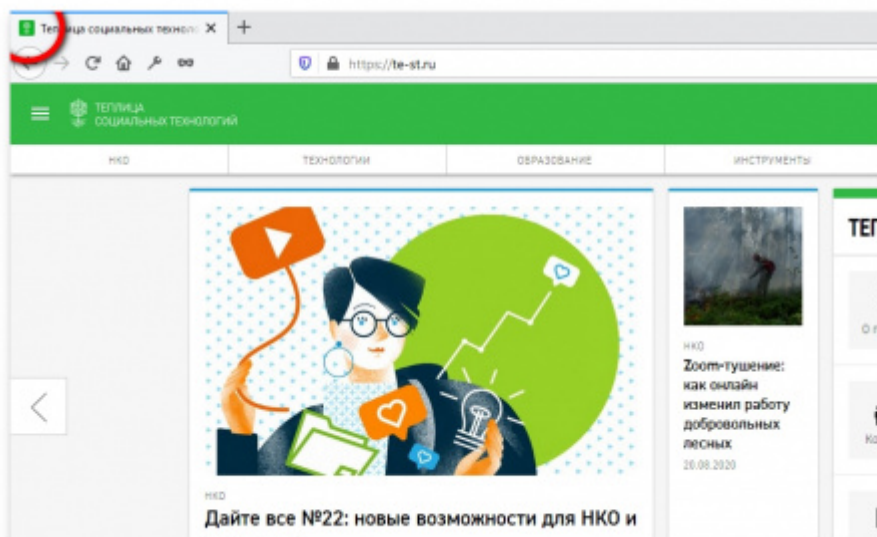 Теплица социальных технол
https://te-st.ru
ТЕПЛИЦА
СОЦИАЛЬНЫХ ТЕХНОЛОГИЙ
НКО
ТЕХНОЛОГИИ
ОБРАЗОВАНИЕ
ИНСТРУМЕНТЫ
НКО
Дайте все №22: новые возможности для НКО и
НКО
Zoom-тушение:
как онлайн
изменил работу
добровольных
лесных
20.08.2020